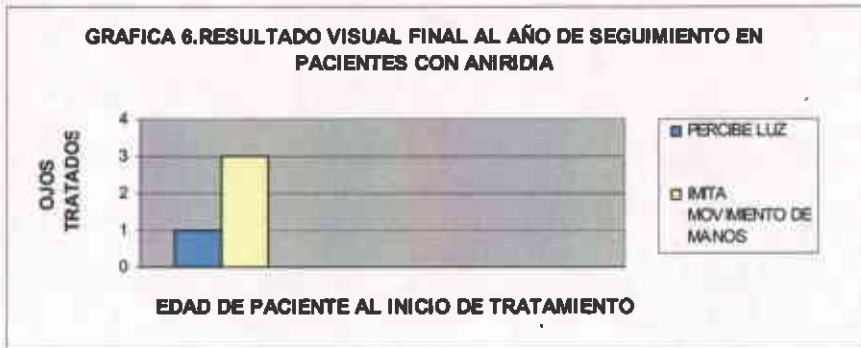 GRAFICA 6.RESULTADO VISUAL FINAL AL AÑO DE SEGUIMIENTO EN
PACIENTES CON ANIRIDIA
OJOS
TRATADOS
4
3
2
1
0
PERCIBE LUZ
IMITA
MOVIMIENTO DE
MANOS
EDAD DE PACIENTE AL INICIO DE TRATAMIENTO